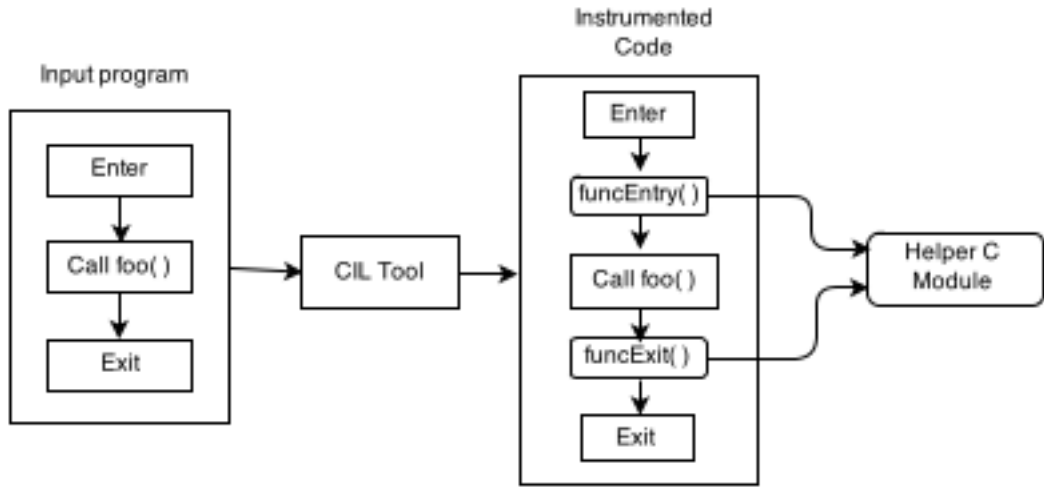 Input program
Enter
Call foo( )
Exit
CIL Tool
Instrumented
Code
Enter
funcEntry( )
Call foo( )
funcExit( )
Exit
Helper C
Module